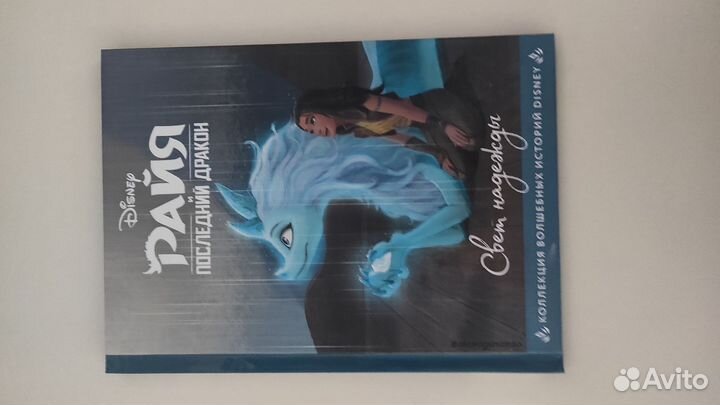 Disney
РАЙЯ
ПОСЛЕДНИЙ ДРАКОН
Свет надежды
КОЛЛЕКЦИЯ ВОЛШЕБНЫХ ИСТОРИЙ DISNEY
Avito